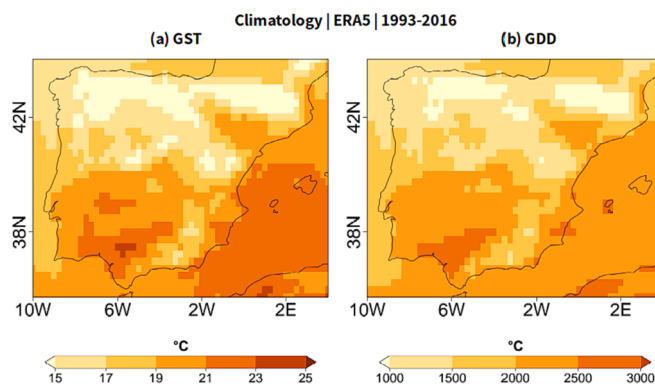 Climatology | ERA5 | 1993-2016
(a) GST
(b) GDD
42N
42N
38N
38N
10W 6W 2W 2E
10W 6W 2W 2E
°C
°C
15 17 19 21 23 25
1000 1500 2000 2500 3000